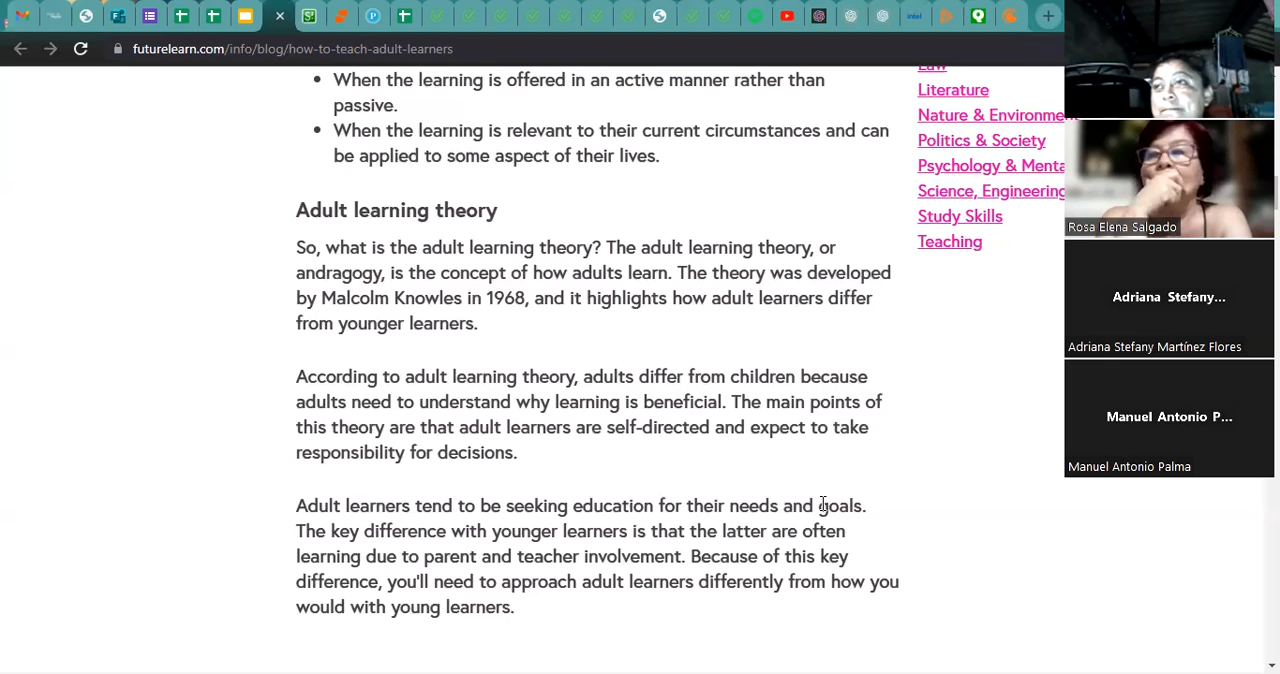 futurelearn.com/info/blog/how-to-teach-adult-learners
When the learning is offered in an active manner rather than
passive.
When the learning is relevant to their current circumstances and can
be applied to some aspect of their lives.
Adult learning theory
So, what is the adult learning theory? The adult learning theory, or
andragogy, is the concept of how adults learn. The theory was developed
by Malcolm Knowles in 1968, and it highlights how adult learners differ
from younger learners.
According to adult learning theory, adults differ from children because
adults need to understand why learning is beneficial. The main points of
this theory are that adult learners are self-directed and expect to take
responsibility for decisions.
Adult learners tend to be seeking education for their needs and goals.
The key difference with younger learners is that the latter are often
learning due to parent and teacher involvement. Because of this key
difference, you'll need to approach adult learners differently from how you
would with young learners.
Law
Literature
Nature & Environme
Politics & Society
Psychology & Menta
Science, Engineering
Study Skills
Teaching
Rosa Elena Salgado
Adriana Stefany...
Adriana Stefany Martínez Flores
Manuel Antonio P...
Manuel Antonio Palma